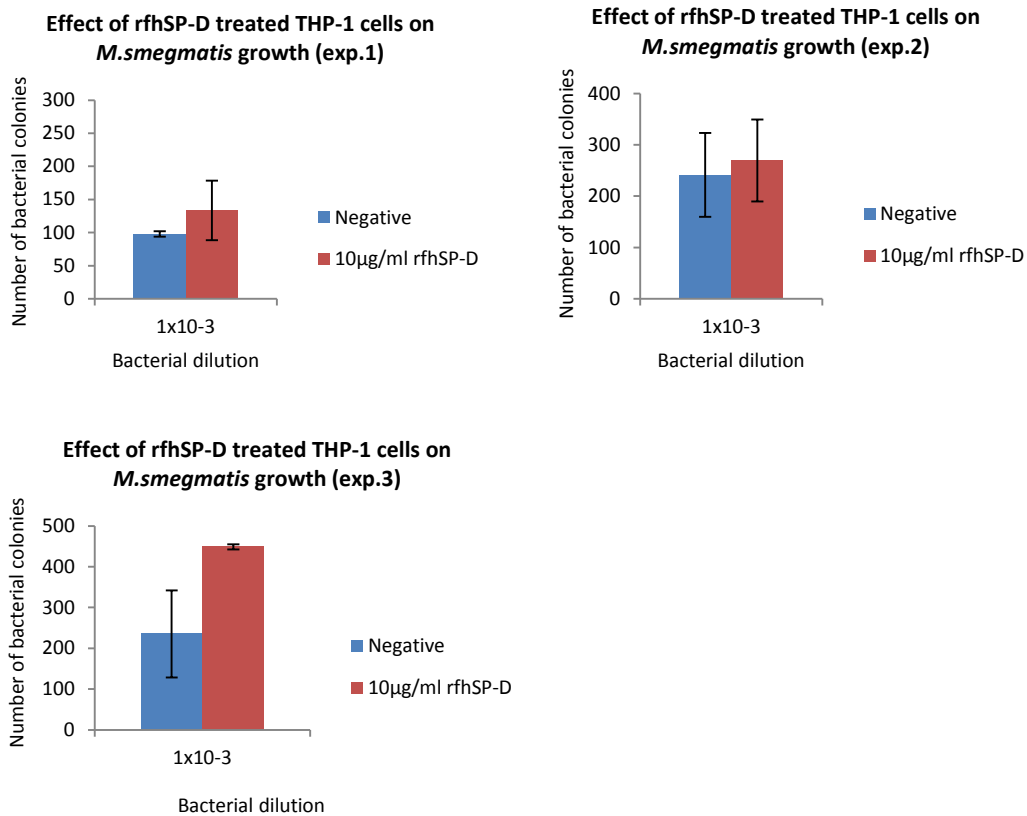 Effect of rfhSP-D treated THP-1 cells on
M.smegmatis growth (exp.1)
Number of bacterial colonies
300
250
200
150
100
50
0
1x10-3
Bacterial dilution
Negative
10µg/ml rfhSP-D
Effect of rfhSP-D treated THP-1 cells on
M.smegmatis growth (exp.2)
Number of bacterial colonies
400
300
200
100
0
1x10-3
Bacterial dilution
Negative
10µg/ml rfhSP-D
Effect of rfhSP-D treated THP-1 cells on
M.smegmatis growth (exp.3)
Number of bacterial colonies
500
400
300
200
100
0
1x10-3
Bacterial dilution
Negative
10µg/ml rfhSP-D